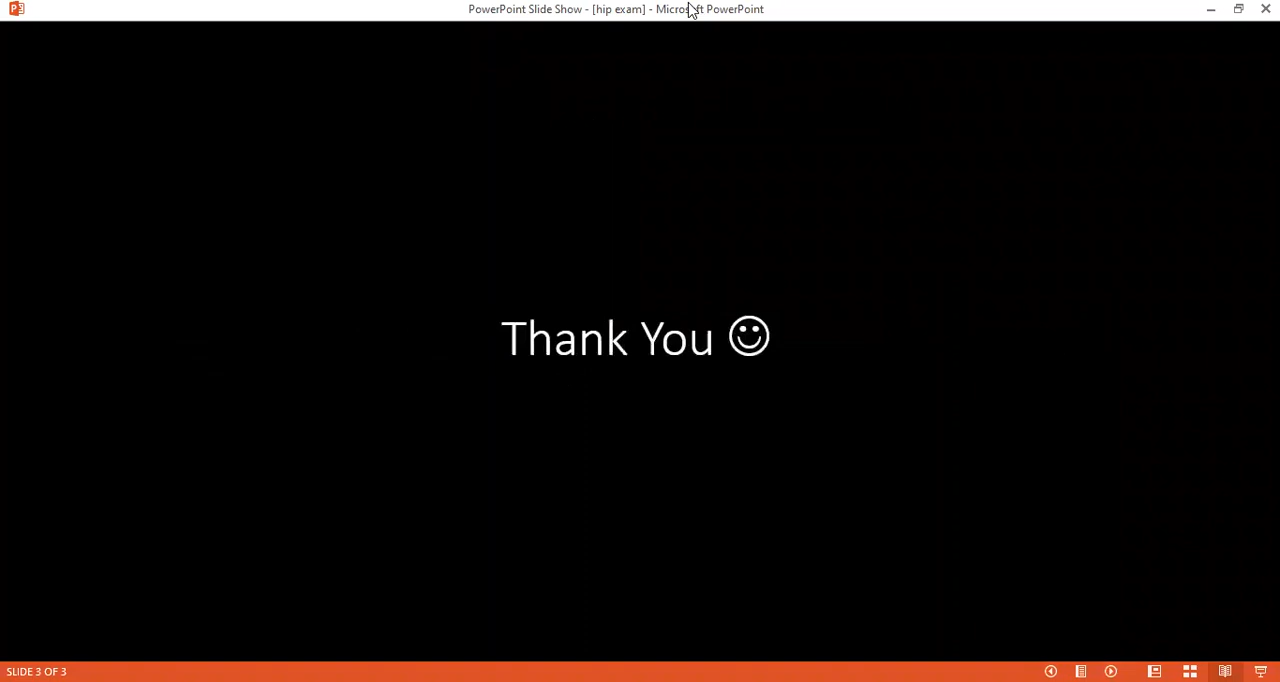 PowerPoint Slide Show - [hip exam] - Microsoft PowerPoint
Thank You ☺
SLIDE 3 OF 3